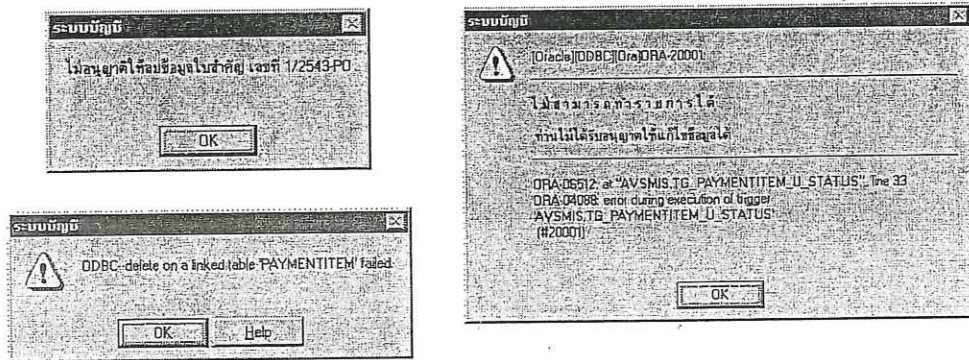 ระบบบัญชี
ไม่อนุญาติให้ลบข้อมูลใบสำคัญ เลขที่ 1/2543-PO
OK
ระบบบัญชี
ODBC--delete on a linked table 'PAYMENTITEM' failed.
OK
Help
ระบบบัญชี
[Oracle][ODBC][Ora]ORA-20001:
ไม่สามารถทำรายการได้
ท่านไม่ได้รับอนุญาตให้แก้ไขข้อมูลได้
ORA-06512: at "AVSMIS.TG_PAYMENTITEM_U_STATUS", line 33
ORA-04088: error during execution of trigger
'AVSMIS.TG_PAYMENTITEM_U_STATUS'
(#20001)
OK